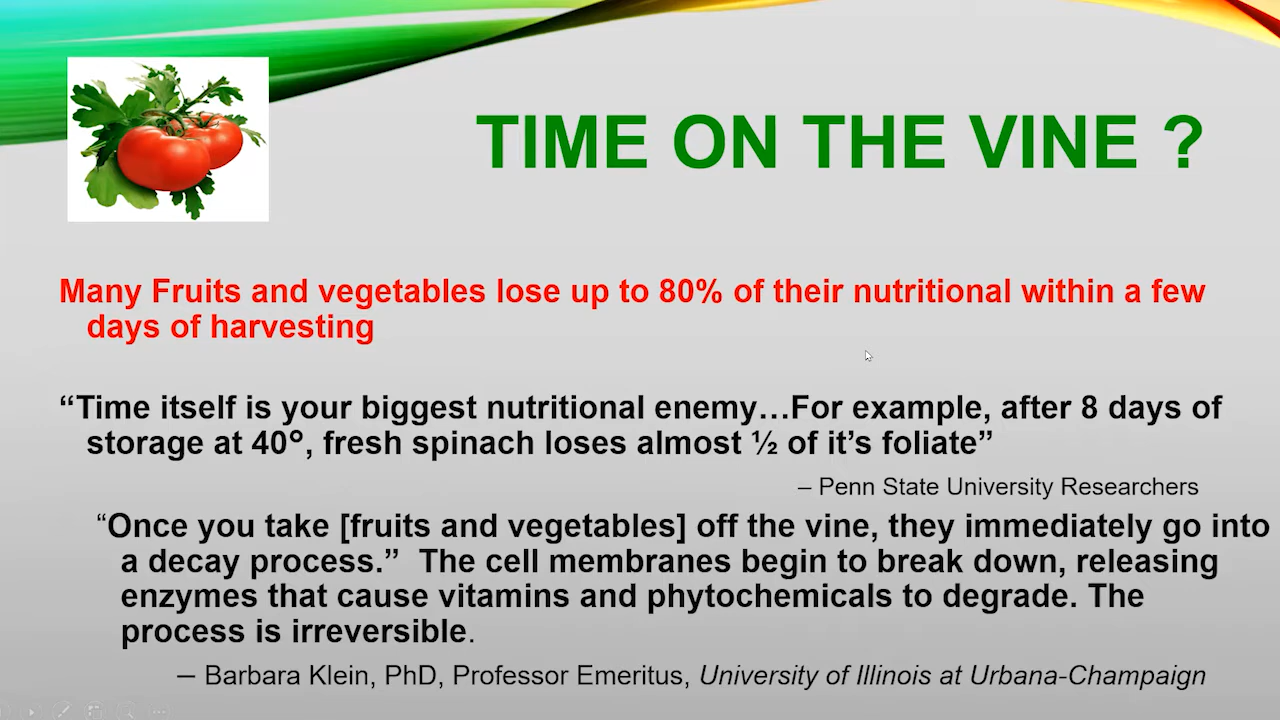 TIME ON THE VINE ?
Many Fruits and vegetables lose up to 80% of their nutritional within a few
days of harvesting
“Time itself is your biggest nutritional enemy…For example, after 8 days of
storage at 40°, fresh spinach loses almost ½ of it’s foliate”
– Penn State University Researchers
“Once you take [fruits and vegetables] off the vine, they immediately go into
a decay process.” The cell membranes begin to break down, releasing
enzymes that cause vitamins and phytochemicals to degrade. The
process is irreversible.
– Barbara Klein, PhD, Professor Emeritus, University of Illinois at Urbana-Champaign